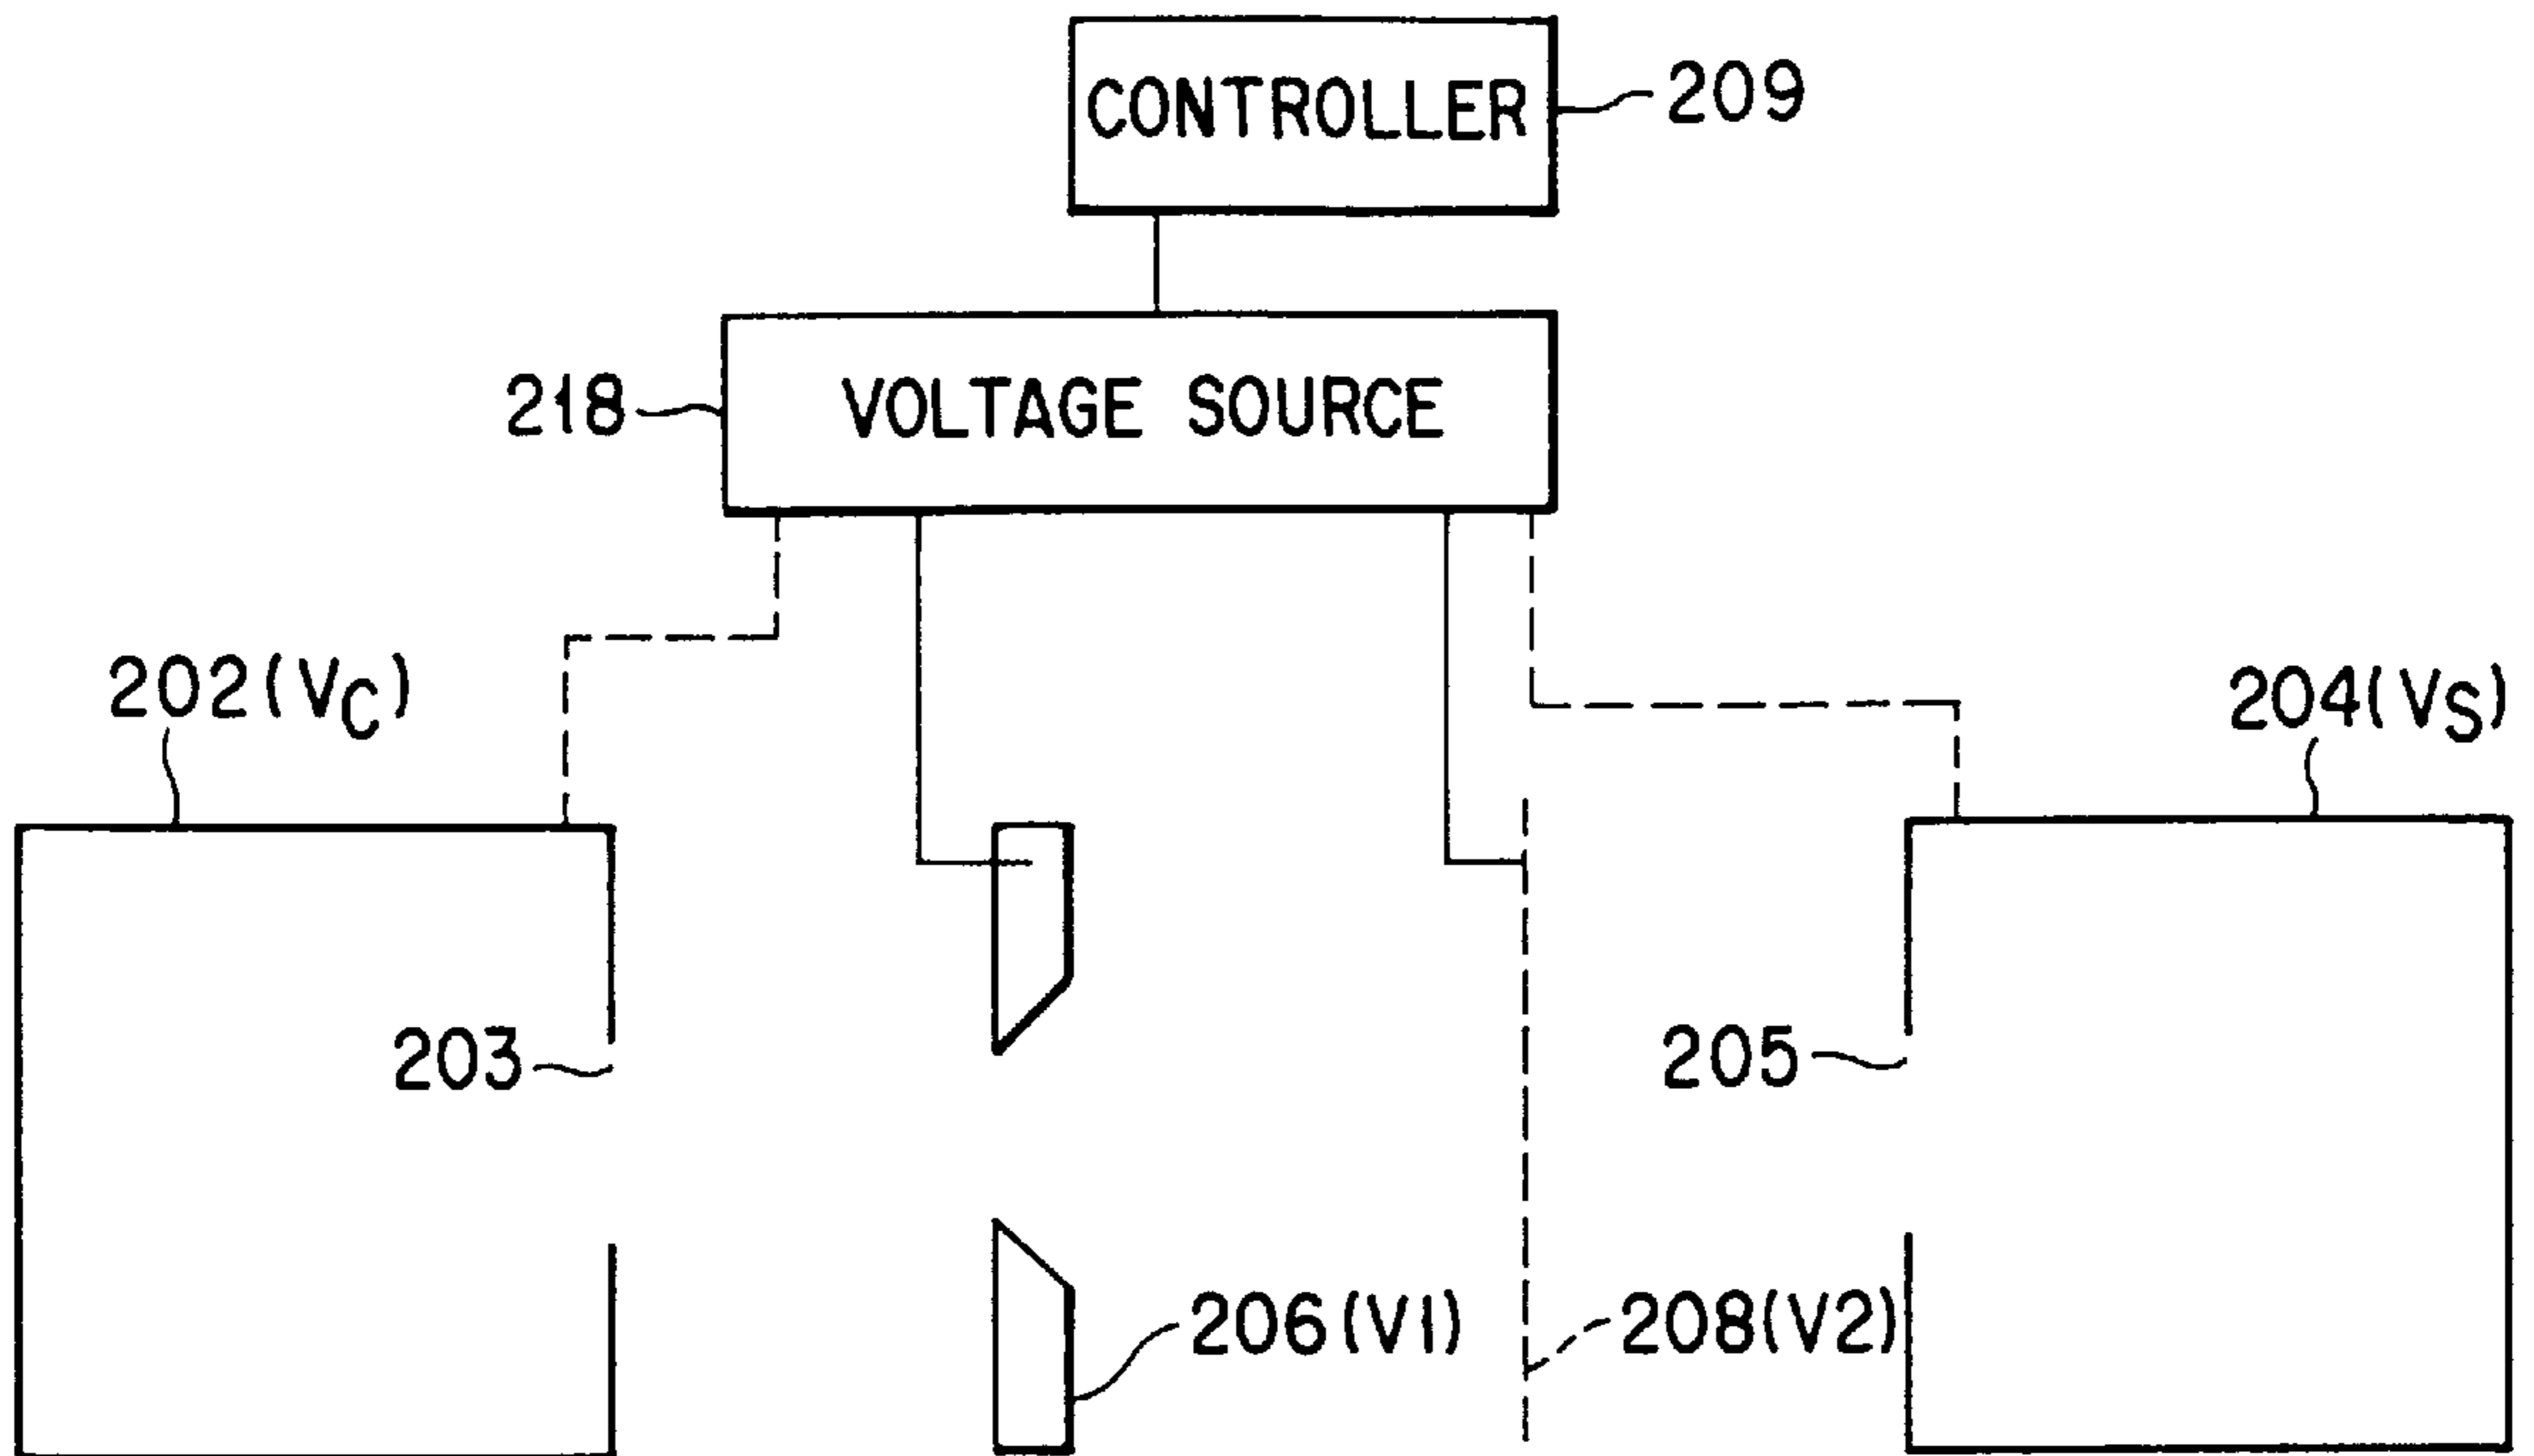 CONTROLLER
209
218
VOLTAGE SOURCE
202(VC)
204(VS)
203
205
206(V1)
208(V2)